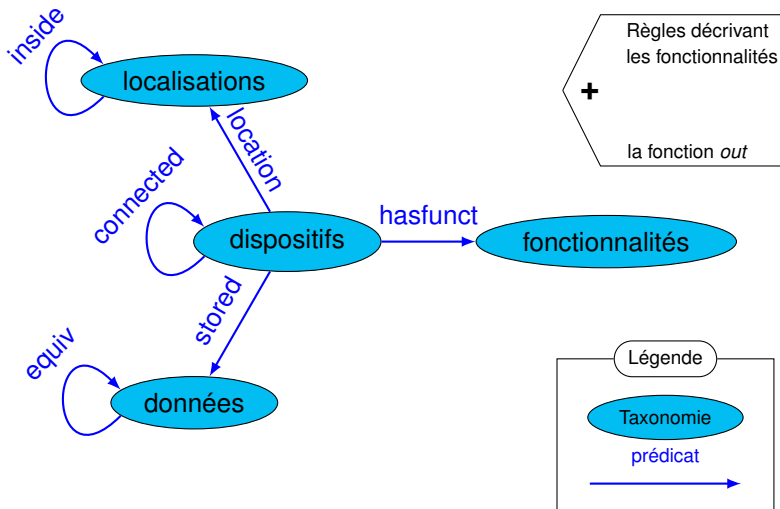 inside
localisations
location
connected
dispositifs
hasfunct
fonctionnalités
stored
equiv
données
Règles décrivant
les fonctionnalités
+
la fonction out
Légende
Taxonomie
prédicat